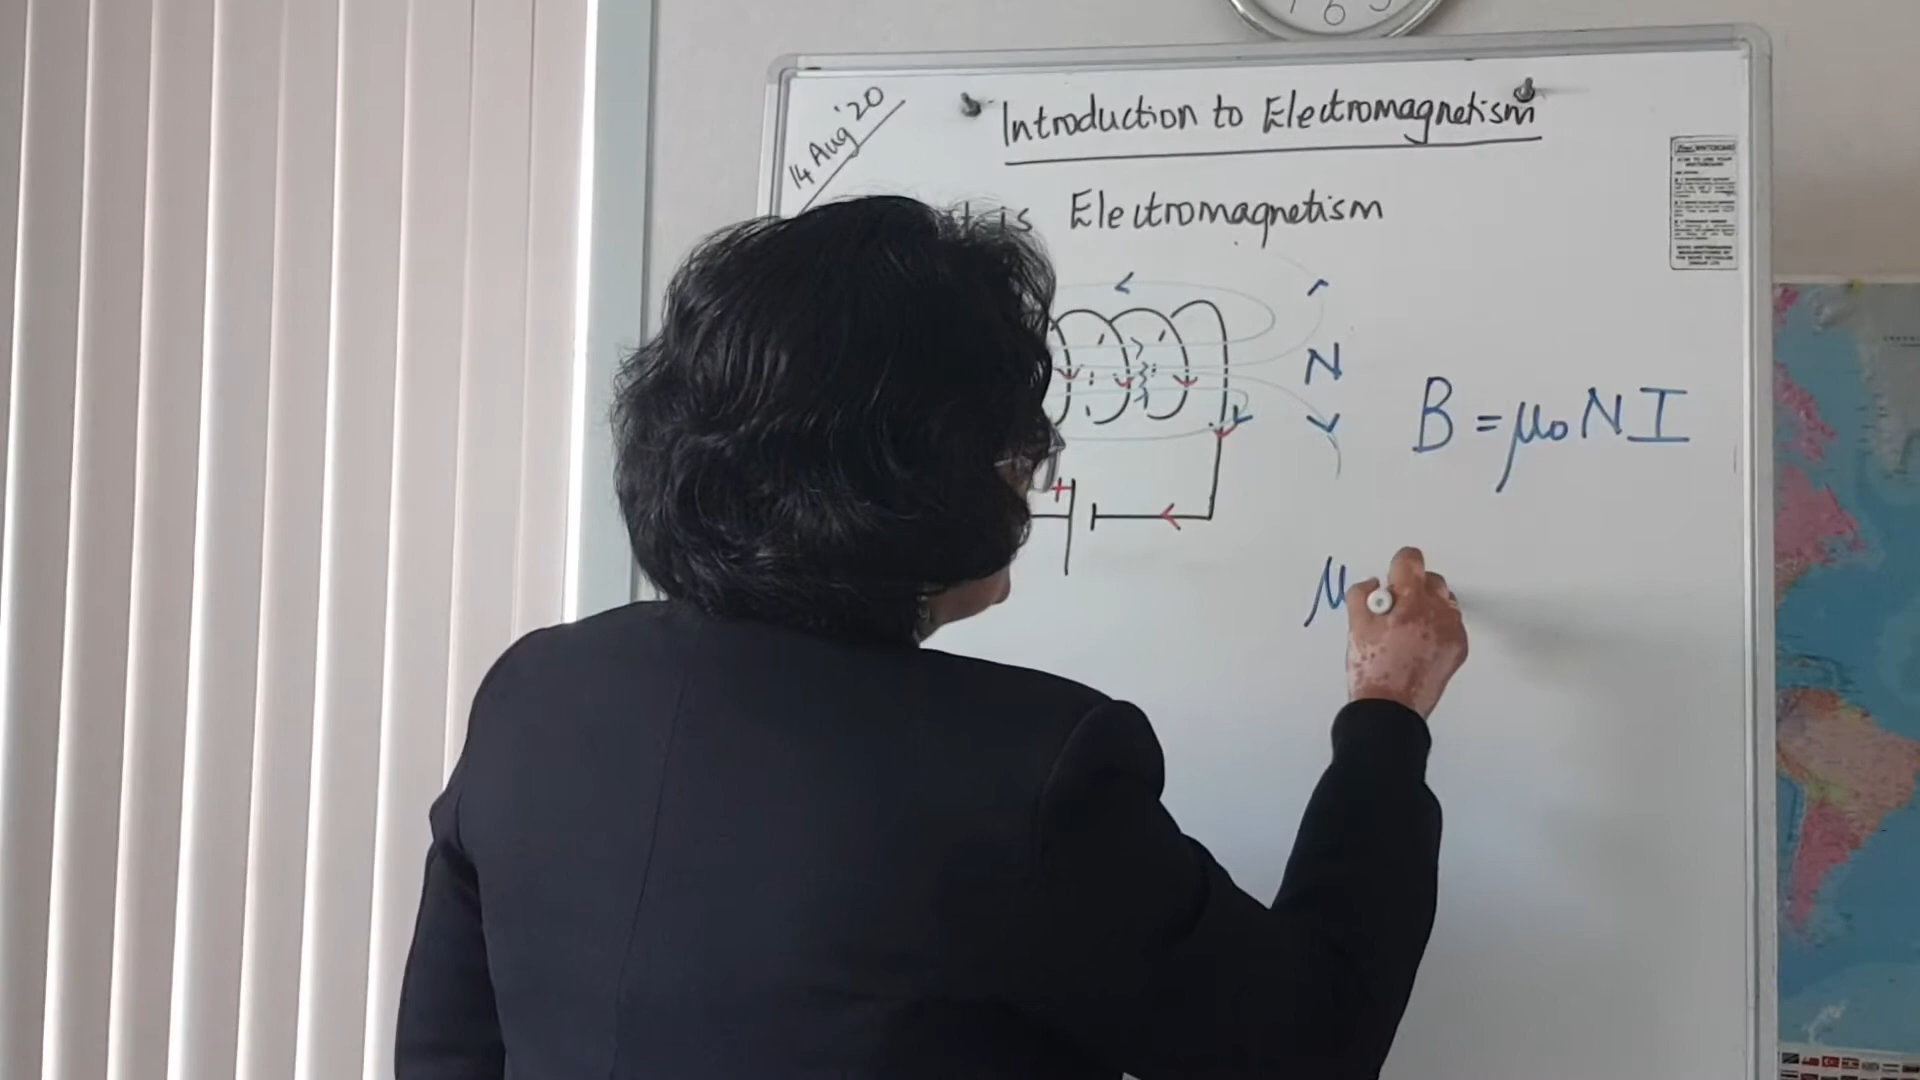 14 Aug '20
Introduction to Electromagnetism
is Electromagnetism
N
B = μ₀ N I
+
μ